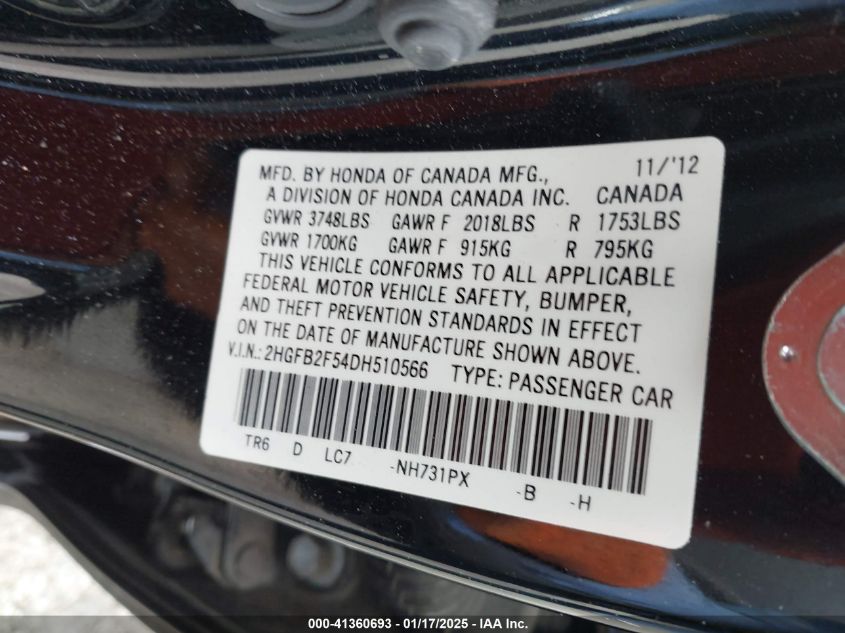 MFD. BY HONDA OF CANADA MFG., 11/'12
A DIVISION OF HONDA CANADA INC. CANADA
GVWR 3748LBS GAWR F 2018LBS R 1753LBS
GVWR 1700KG GAWR F 915KG R 795KG
THIS VEHICLE CONFORMS TO ALL APPLICABLE
FEDERAL MOTOR VEHICLE SAFETY, BUMPER,
AND THEFT PREVENTION STANDARDS IN EFFECT
ON THE DATE OF MANUFACTURE SHOWN ABOVE.
V.I.N.: 2HGFB2F54DH510566 TYPE: PASSENGER CAR
TR6 D LC7 -NH731PX -B -H
000-41360693 - 01/17/2025 - IAA Inc.